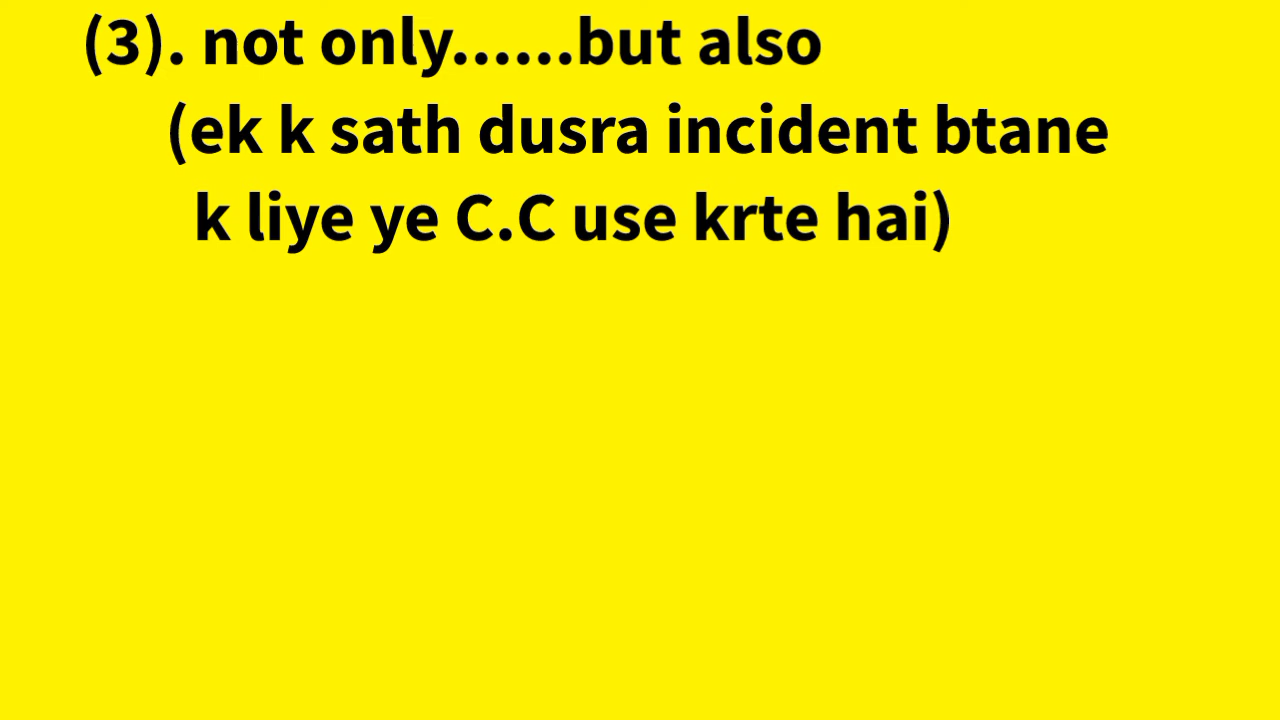 (3). not only......but also
(ek k sath dusra incident btane
k liye ye C.C use krte hai)